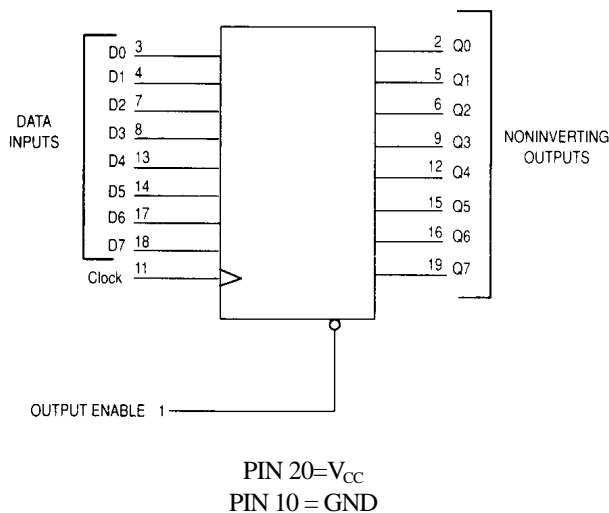 D0 3
D1 4
D2 7
D3 8
D4 13
D5 14
D6 17
D7 18
Clock 11
DATA
INPUTS
2 Q0
5 Q1
6 Q2
9 Q3
12 Q4
15 Q5
16 Q6
19 Q7
NONINVERTING
OUTPUTS
OUTPUT ENABLE 1
PIN 20=VCC
PIN 10 = GND